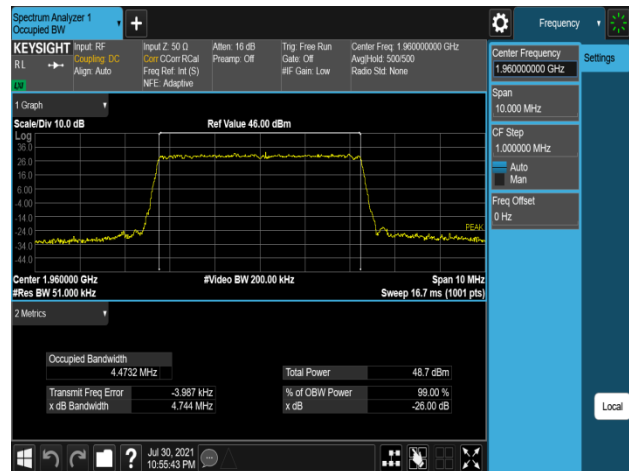 Spectrum Analyzer 1
Occupied BW
Frequency
KEYSIGHT
RL
LXI
Input: RF
Coupling: DC
Align: Auto
Input Z: 50 Ω
Corr CCorr RCal
Freq Ref: Int (S)
NFE: Adaptive
Atten: 16 dB
Preamp: Off
Trig: Free Run
Gate: Off
#IF Gain: Low
Center Freq: 1.960000000 GHz
Avg|Hold: 500/500
Radio Std: None
1 Graph
Scale/Div 10.0 dB
Ref Value 46.00 dBm
Log
36.0
26.0
16.0
6.00
-4.00
-14.0
-24.0
-34.0
-44.0
PEAK
Center 1.960000 GHz
#Video BW 200.00 kHz
Span 10 MHz
#Res BW 51.000 kHz
Sweep 16.7 ms (1001 pts)
2 Metrics
Occupied Bandwidth
4.4732 MHz
Total Power 48.7 dBm
Transmit Freq Error -3.987 kHz
% of OBW Power 99.00 %
x dB Bandwidth 4.744 MHz
x dB -26.00 dB
Center Frequency
1.960000000 GHz
Settings
Span
10.000 MHz
CF Step
1.000000 MHz
Auto
Man
Freq Offset
0 Hz
Local
?
Jul 30, 2021
10:55:43 PM